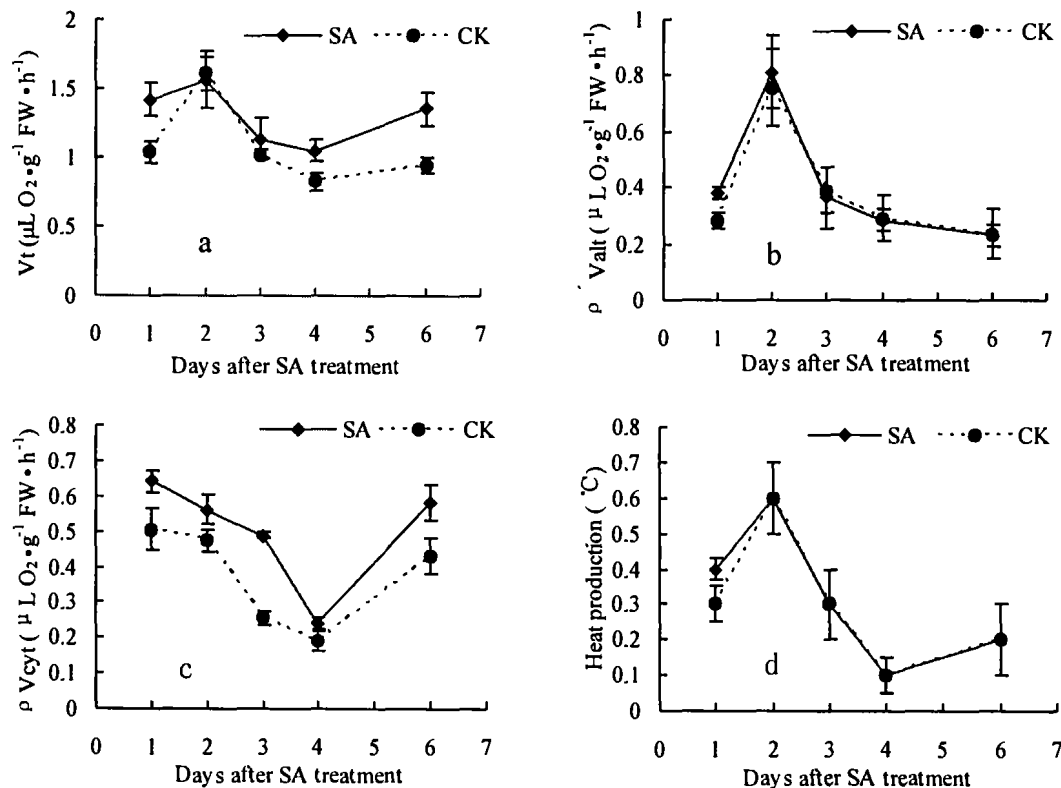 SA CK
Vt (μL O₂•g⁻¹ FW•h⁻¹)
2
1.5
1
0.5
0
a
0 1 2 3 4 5 6 7
Days after SA treatment
SA CK
ρ′ Valt ( μ L O₂•g⁻¹ FW•h⁻¹)
1
0.8
0.6
0.4
0.2
0
b
0 1 2 3 4 5 6 7
Days after SA treatment
SA CK
ρ Vcyt ( μ L O₂•g⁻¹ FW•h⁻¹)
0.8
0.7
0.6
0.5
0.4
0.3
0.2
0.1
0
c
0 1 2 3 4 5 6 7
Days after SA treatment
SA CK
Heat production ( ℃)
0.8
0.7
0.6
0.5
0.4
0.3
0.2
0.1
0
d
0 1 2 3 4 5 6 7
Days after SA treatment